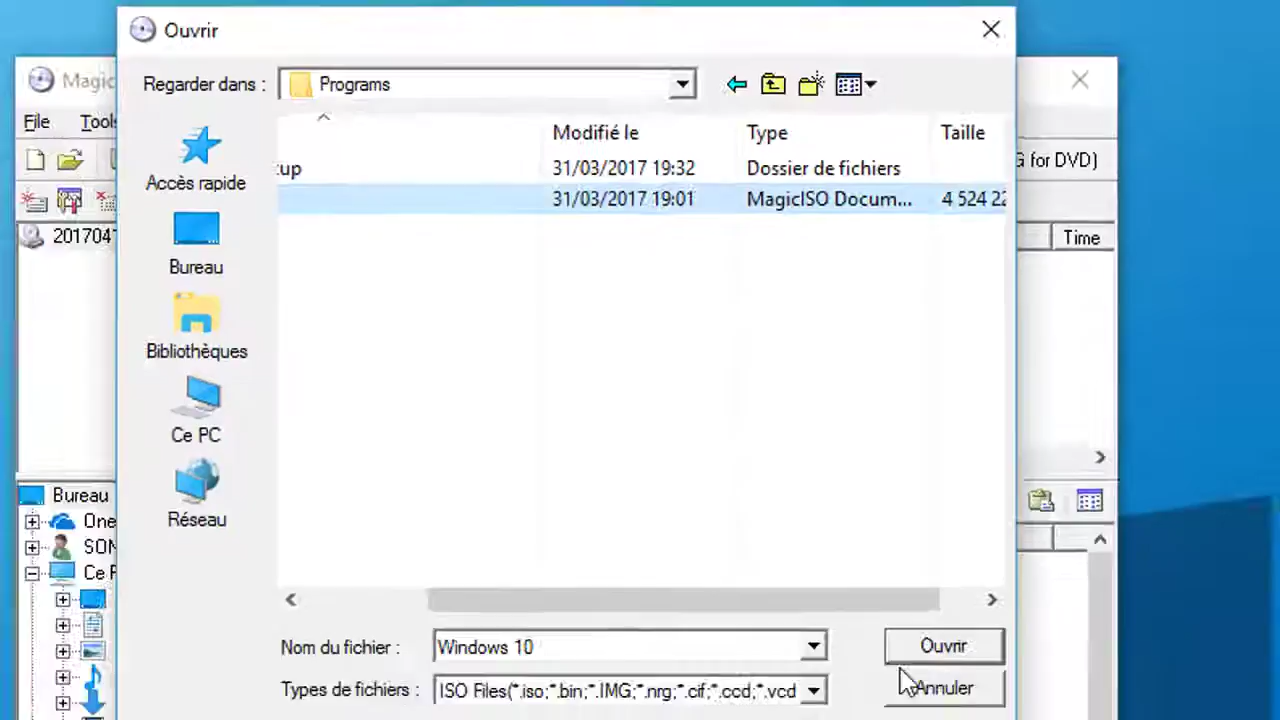 Ouvrir
Magic
Regarder dans :
Programs
File Tools
Accès rapide
Modifié le Type Taille
31/03/2017 19:32 Dossier de fichiers
31/03/2017 19:01 MagicISO Docum... 4 524 22
for DVD)
Time
Bureau
Bibliothèques
Ce PC
Réseau
Bureau
One
SON
Ce P
Nom du fichier :
Windows 10
Ouvrir
Types de fichiers :
ISO Files(*.iso;*.bin;*.IMG;*.nrg;*.cif;*.ccd;*.vcd
Annuler